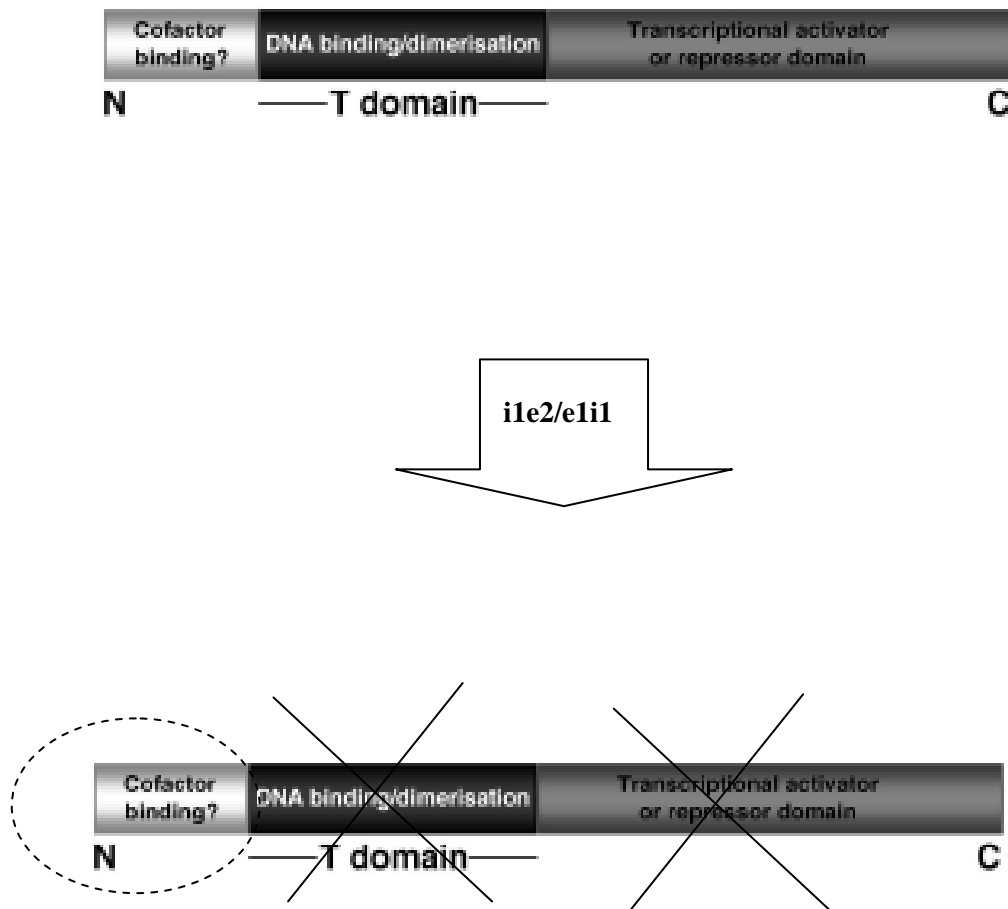 Cofactor
binding?
DNA binding/dimerisation
Transcriptional activator
or repressor domain
N
T domain
C
i1e2/e1i1
Cofactor
binding?
DNA binding/dimerisation
Transcriptional activator
or repressor domain
N
T domain
C